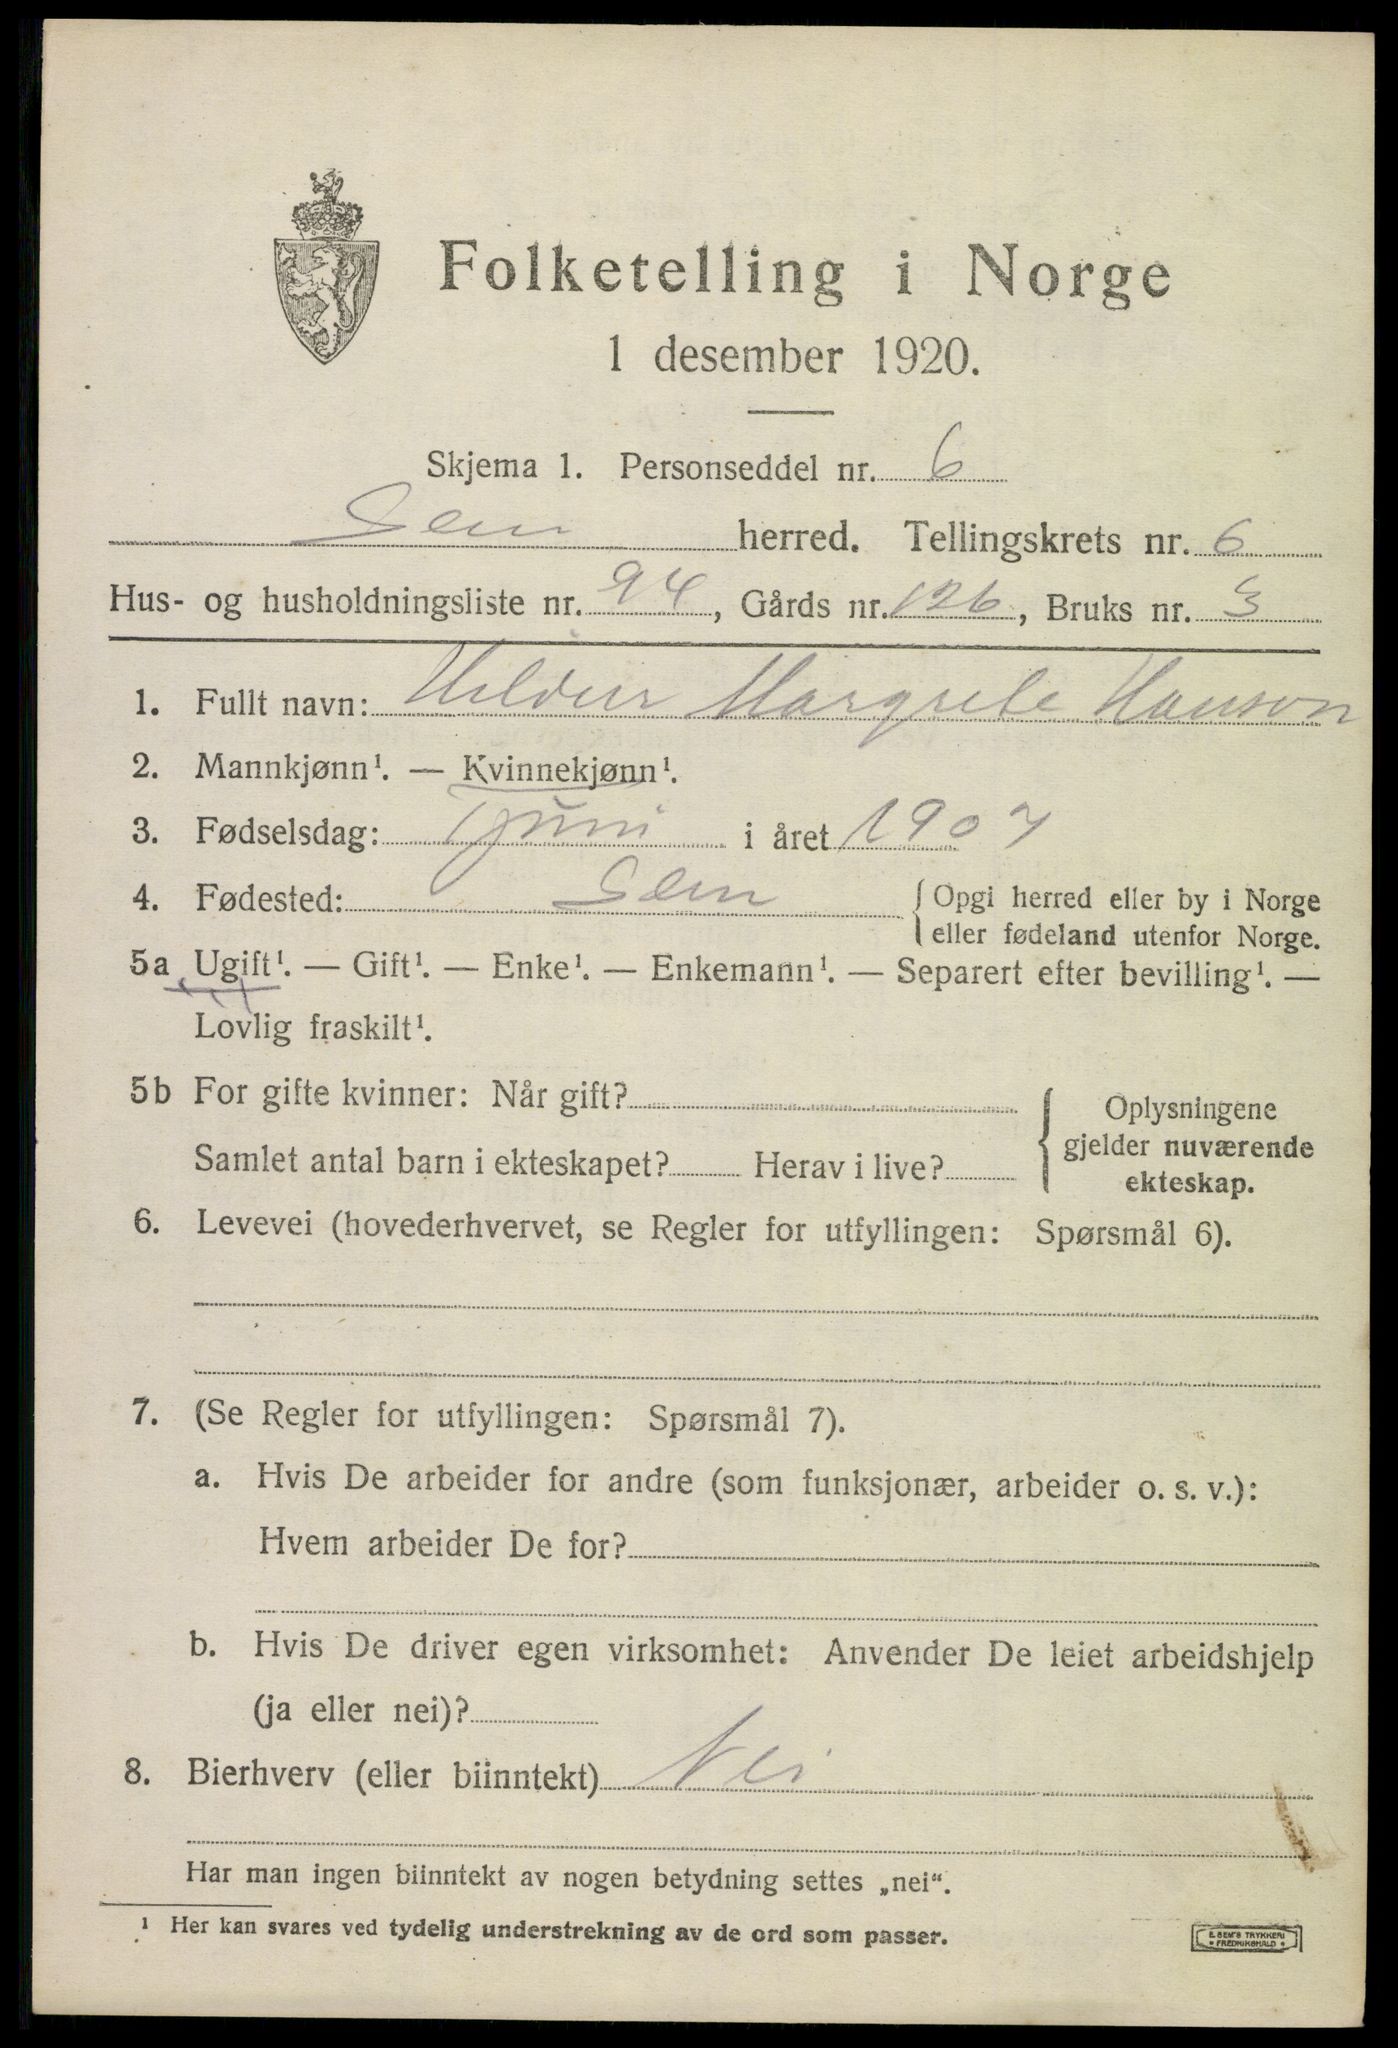 Folketelling i Norge
1 desember 1920.
Skjema 1. Personseddel nr. 6
Sem herred. Tellingskrets nr. 6
Hus- og husholdningsliste nr. 94, Gårds nr. 126, Bruks nr. 3
1. Fullt navn: Margrete Hanson
2. Mannkjønn¹. — Kvinnekjønn¹.
3. Fødselsdag: juni i året 1907
4. Fødested: Sem {Opgi herred eller by i Norge
eller fødeland utenfor Norge.
5a Ugift¹. — Gift¹. — Enke¹. — Enkemann¹. — Separert efter bevilling¹. —
Lovlig fraskilt¹.
5b For gifte kvinner: Når gift?
Samlet antal barn i ekteskapet? Herav i live?
{Oplysningene
gjelder nuværende
ekteskap.
6. Levevei (hovederhvervet, se Regler for utfyllingen: Spørsmål 6).
7. (Se Regler for utfyllingen: Spørsmål 7).
a. Hvis De arbeider for andre (som funksjonær, arbeider o. s. v.):
Hvem arbeider De for?
b. Hvis De driver egen virksomhet: Anvender De leiet arbeidshjelp
(ja eller nei)?
8. Bierhverv (eller biinntekt) Nei
Har man ingen biinntekt av nogen betydning settes „nei“.
¹ Her kan svares ved tydelig understrekning av de ord som passer.
E. SEM'S TRYKKERI
• FREDRIKSHALD •